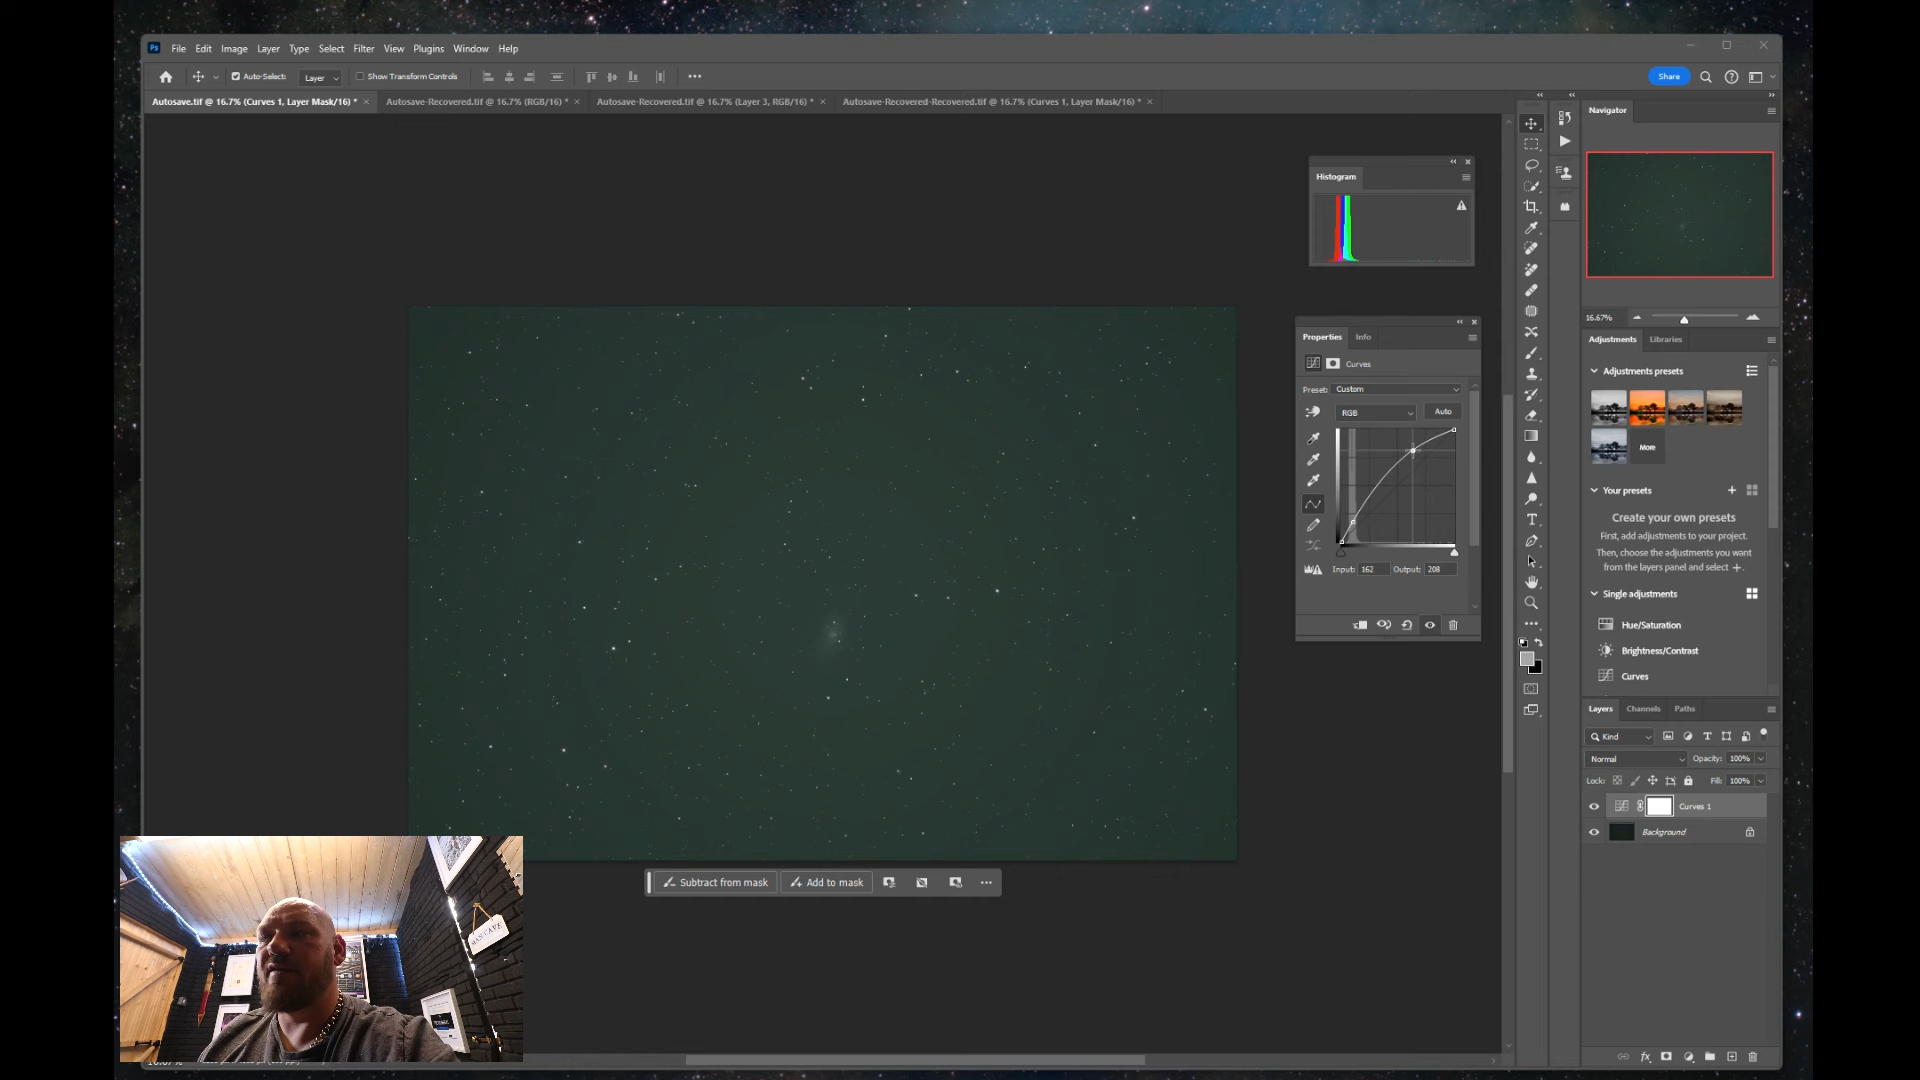 Ps File Edit Image Layer Type Select Filter View Plugins Window Help
Auto-Select: Layer Show Transform Controls Share
Autosave.tif @ 16.7% (Curves 1, Layer Mask/16) * Autosave-Recovered.tif @ 16.7% (RGB/16) * Autosave-Recovered.tif @ 16.7% (Layer 3, RGB/16) * Autosave-Recovered-Recovered.tif @ 16.7% (Curves 1, Layer Mask/16) *
Navigator
Histogram
16.67%
Properties Info
Adjustments Libraries
Curves
Adjustments presets
Preset: Custom
RGB Auto
More
Your presets
Create your own presets
First, add adjustments to your project.
Then, choose the adjustments you want
from the layers panel and select +.
Input: 162 Output: 208
Single adjustments
Hue/Saturation
Brightness/Contrast
Curves
Layers Channels Paths
Kind
Normal Opacity: 100%
Lock: Fill: 100%
Curves 1
Background
Subtract from mask Add to mask
MAN CAVE